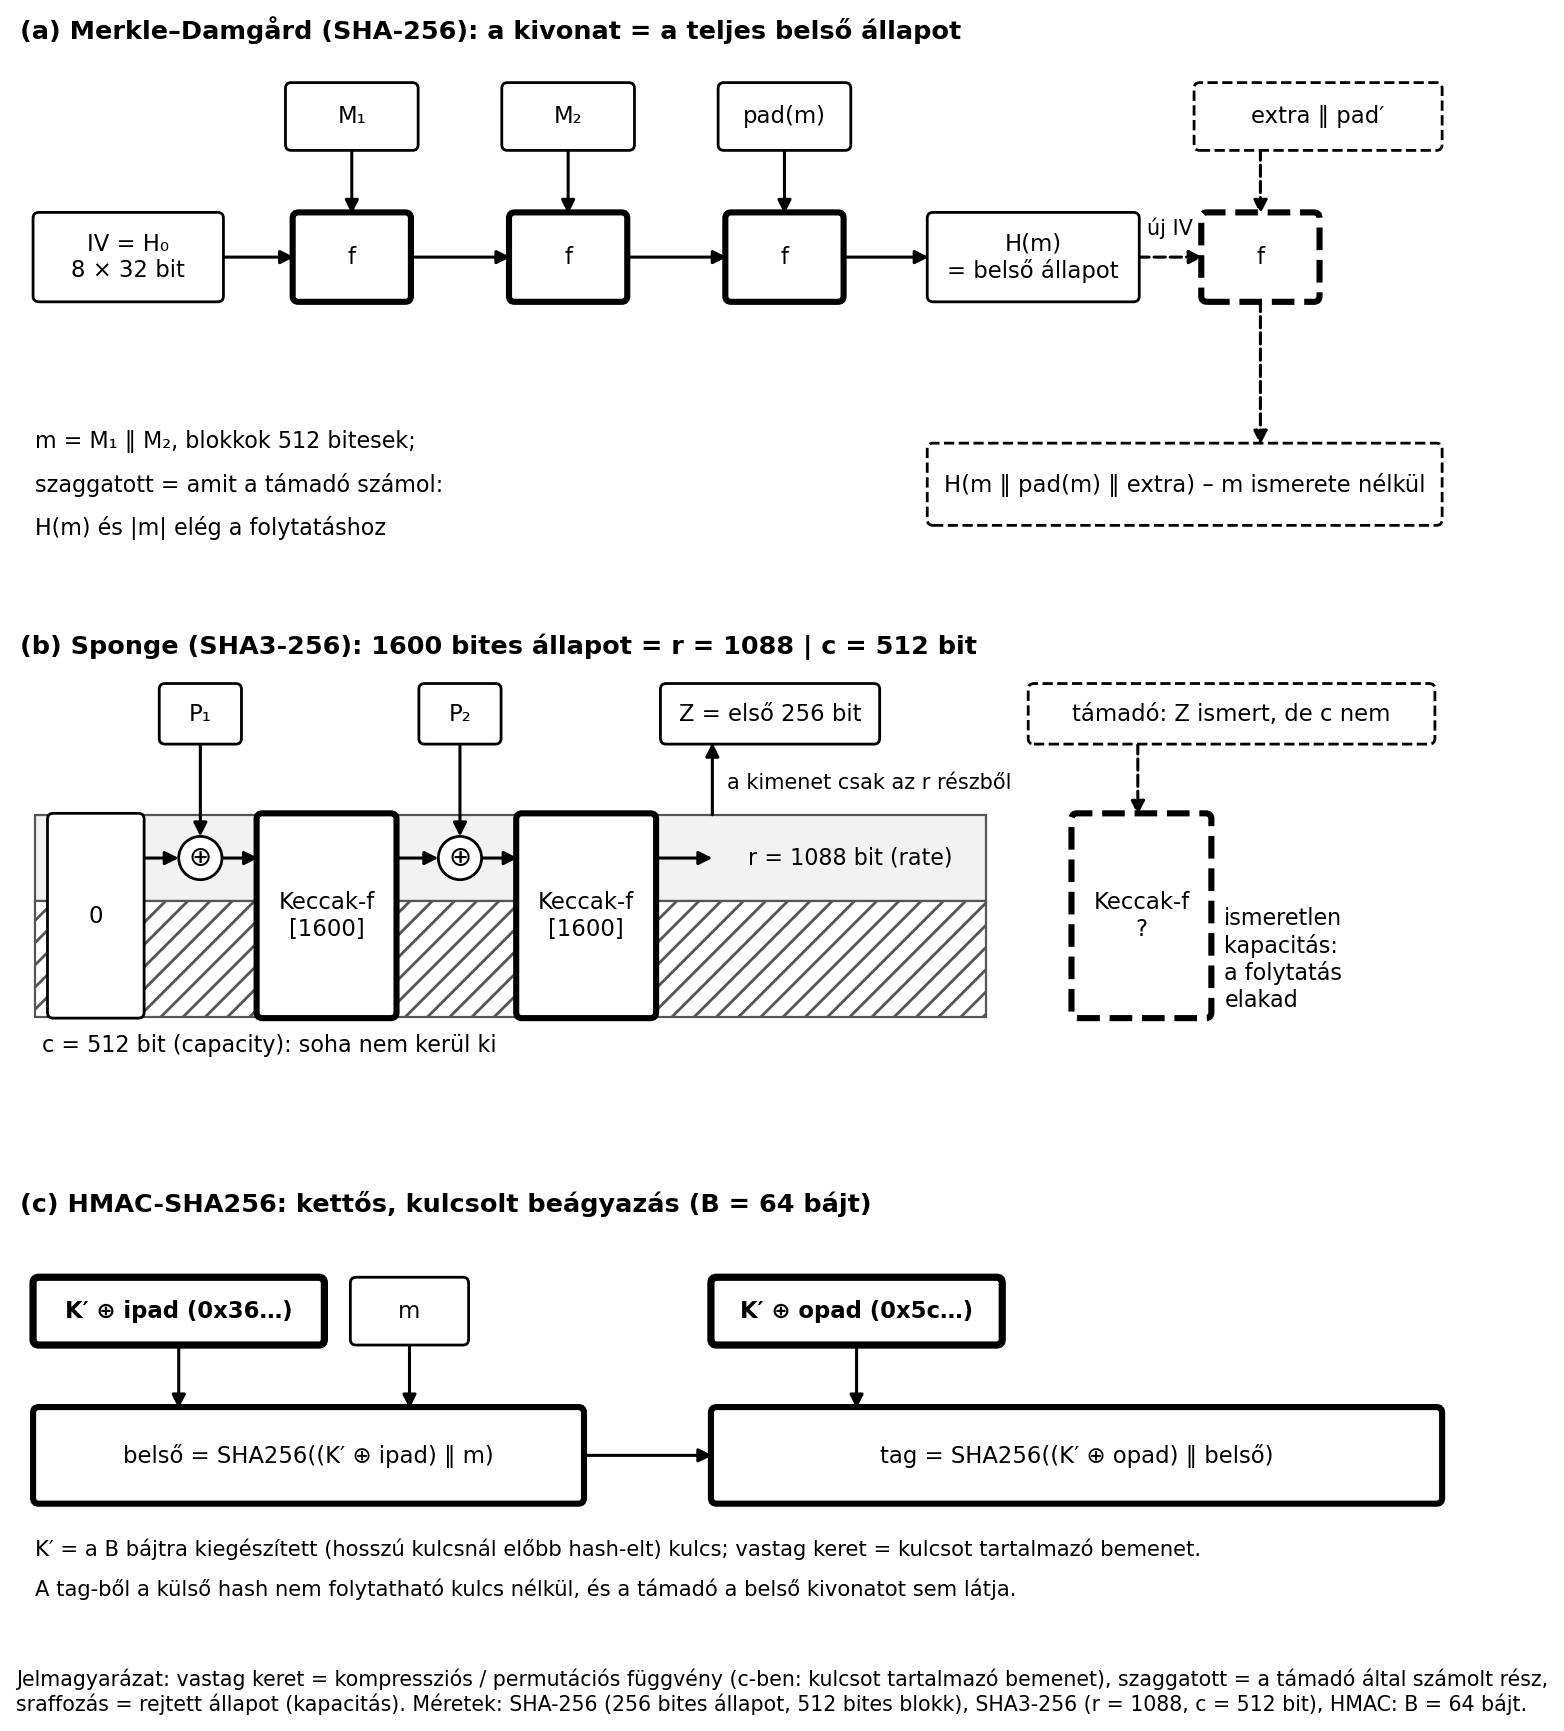 (a) Merkle–Damgård (SHA-256): a kivonat = a teljes belső állapot
M₁
M₂
pad(m)
extra ‖ pad′
IV = H₀
8 × 32 bit
f
f
f
H(m)
= belső állapot
új IV
f
m = M₁ ‖ M₂, blokkok 512 bitesek;
szaggatott = amit a támadó számol:
H(m) és |m| elég a folytatáshoz
H(m ‖ pad(m) ‖ extra) – m ismerete nélkül
(b) Sponge (SHA3-256): 1600 bites állapot = r = 1088 | c = 512 bit
P₁
P₂
Z = első 256 bit
támadó: Z ismert, de c nem
a kimenet csak az r részből
0
⊕
Keccak-f
[1600]
⊕
Keccak-f
[1600]
r = 1088 bit (rate)
Keccak-f
?
ismeretlen
kapacitás:
a folytatás
elakad
c = 512 bit (capacity): soha nem kerül ki
(c) HMAC-SHA256: kettős, kulcsolt beágyazás (B = 64 bájt)
K′ ⊕ ipad (0x36…)
m
K′ ⊕ opad (0x5c…)
belső = SHA256((K′ ⊕ ipad) ‖ m)
tag = SHA256((K′ ⊕ opad) ‖ belső)
K′ = a B bájtra kiegészített (hosszú kulcsnál előbb hash-elt) kulcs; vastag keret = kulcsot tartalmazó bemenet.
A tag-ből a külső hash nem folytatható kulcs nélkül, és a támadó a belső kivonatot sem látja.
Jelmagyarázat: vastag keret = kompressziós / permutációs függvény (c-ben: kulcsot tartalmazó bemenet), szaggatott = a támadó által számolt rész,
sraffozás = rejtett állapot (kapacitás). Méretek: SHA-256 (256 bites állapot, 512 bites blokk), SHA3-256 (r = 1088, c = 512 bit), HMAC: B = 64 bájt.